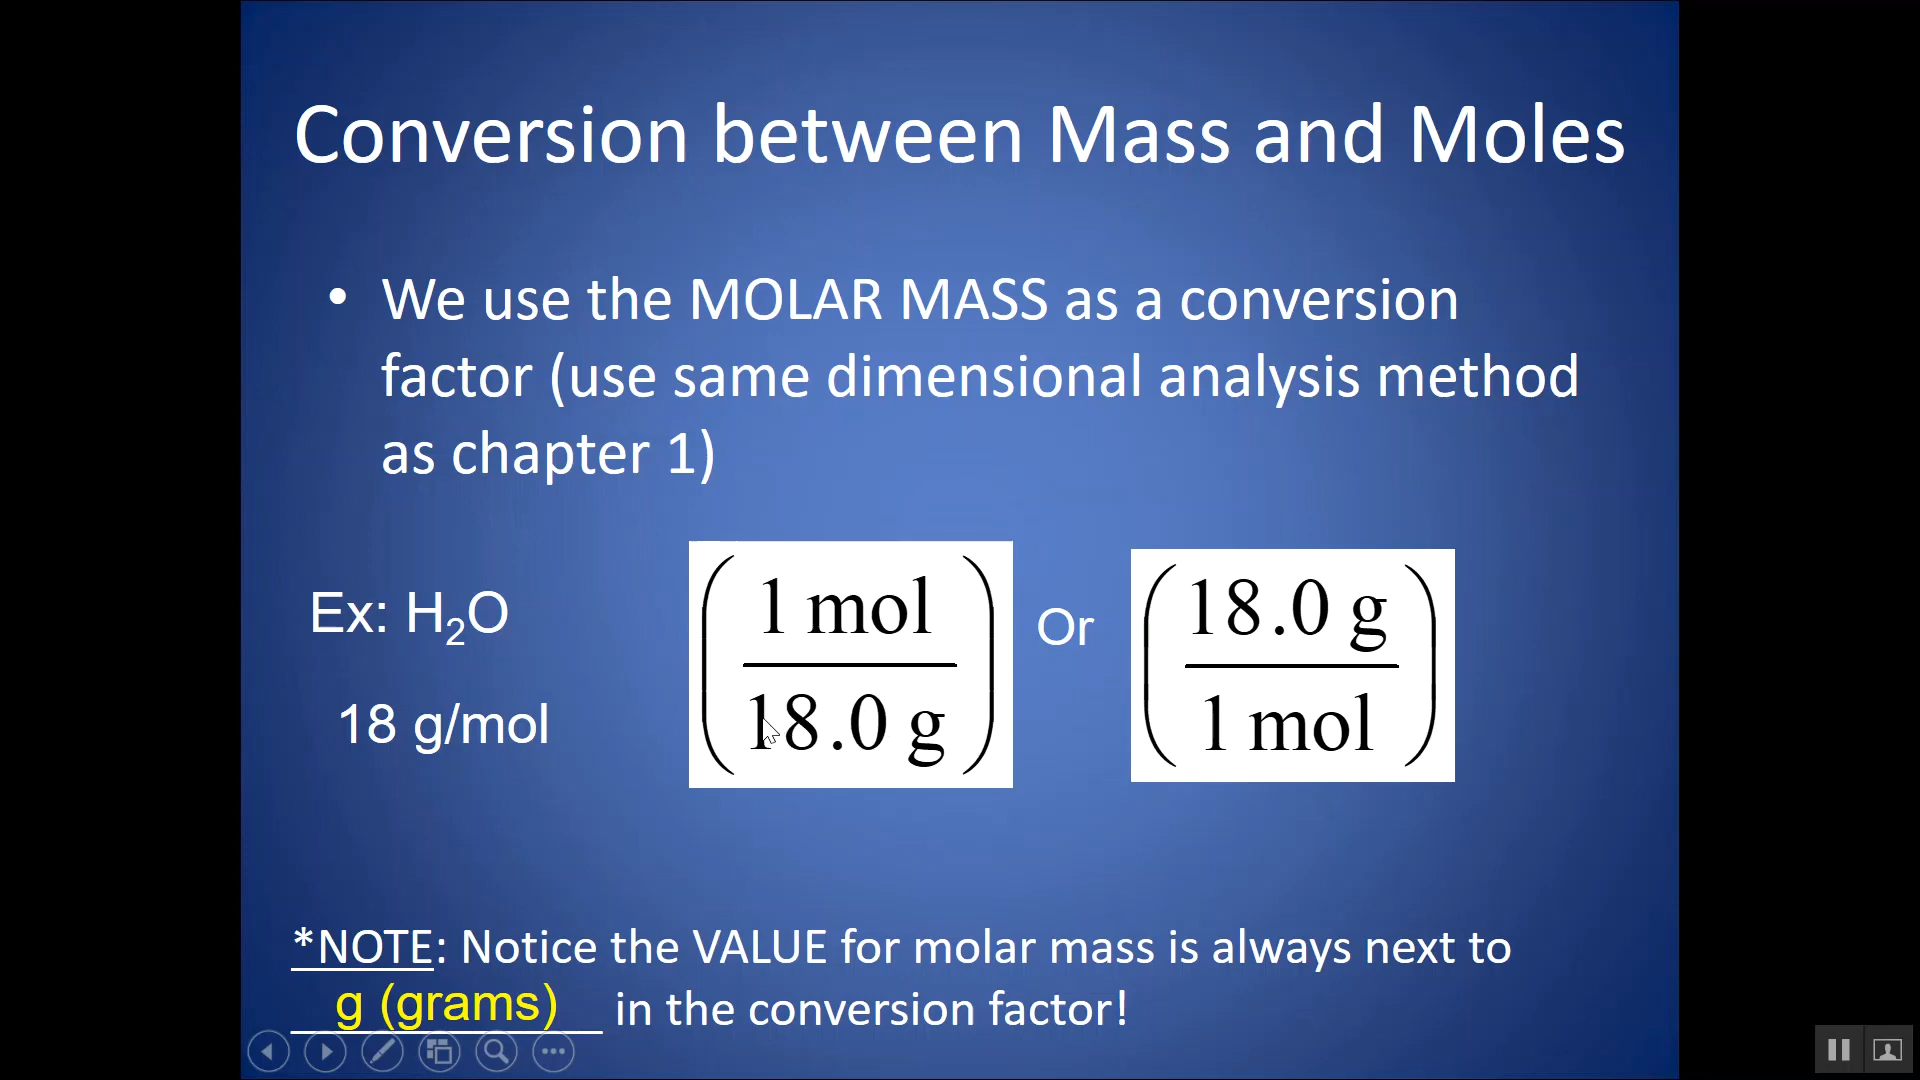 Conversion between Mass and Moles
• We use the MOLAR MASS as a conversion
factor (use same dimensional analysis method
as chapter 1)
Ex: H₂O
18 g/mol
1 mol
18.0 g
Or
18.0 g
1 mol
*NOTE: Notice the VALUE for molar mass is always next to
g (grams) in the conversion factor!